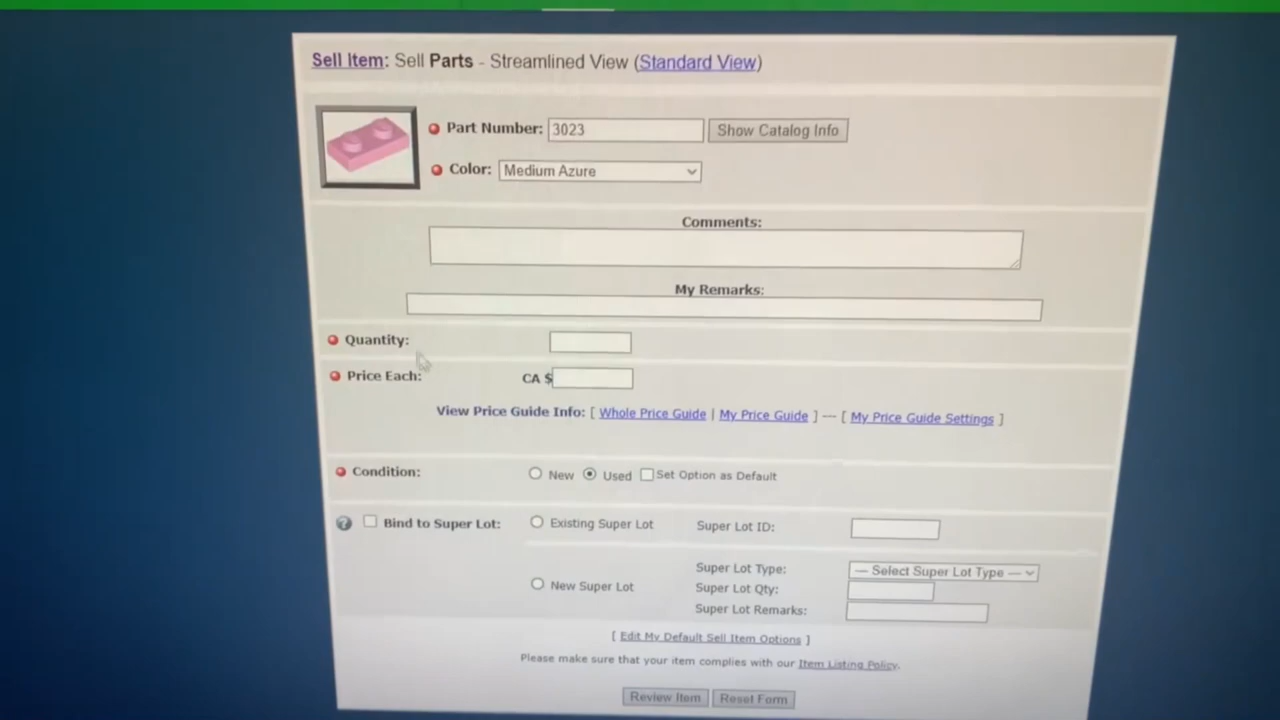 Sell Item: Sell Parts - Streamlined View (Standard View)
Part Number: 3023 Show Catalog Info
Color: Medium Azure
Comments:
My Remarks:
Quantity:
Price Each: CA $
View Price Guide Info: [ Whole Price Guide | My Price Guide ] --- [ My Price Guide Settings ]
Condition: New Used Set Option as Default
? Bind to Super Lot: Existing Super Lot Super Lot ID:
Super Lot Type: --- Select Super Lot Type ---
New Super Lot Super Lot Qty:
Super Lot Remarks:
[ Edit My Default Sell Item Options ]
Please make sure that your item complies with our Item Listing Policy.
Review Item Reset Form